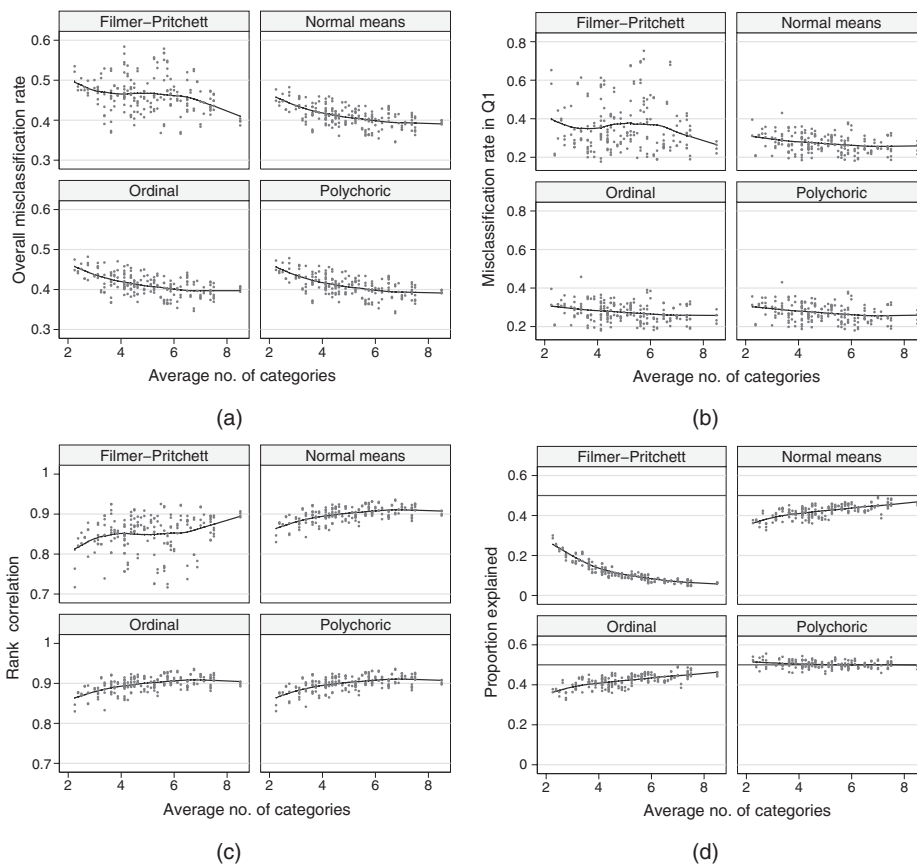 (a)
Filmer–Pritchett
Normal means
Ordinal
Polychoric
Overall misclassification rate
0.6
0.5
0.4
0.3
0.6
0.5
0.4
0.3
2 4 6 8 2 4 6 8
Average no. of categories
(a)
(b)
Filmer–Pritchett
Normal means
Ordinal
Polychoric
Misclassification rate in Q1
0.8
0.6
0.4
0.2
0.8
0.6
0.4
0.2
2 4 6 8 2 4 6 8
Average no. of categories
(b)
Filmer–Pritchett
Normal means
Ordinal
Polychoric
Rank correlation
1
0.9
0.8
0.7
1
0.9
0.8
0.7
2 4 6 8 2 4 6 8
Average no. of categories
(c)
Filmer–Pritchett
Normal means
Ordinal
Polychoric
Proportion explained
0.6
0.4
0.2
0
0.6
0.4
0.2
0
2 4 6 8 2 4 6 8
Average no. of categories
(d)